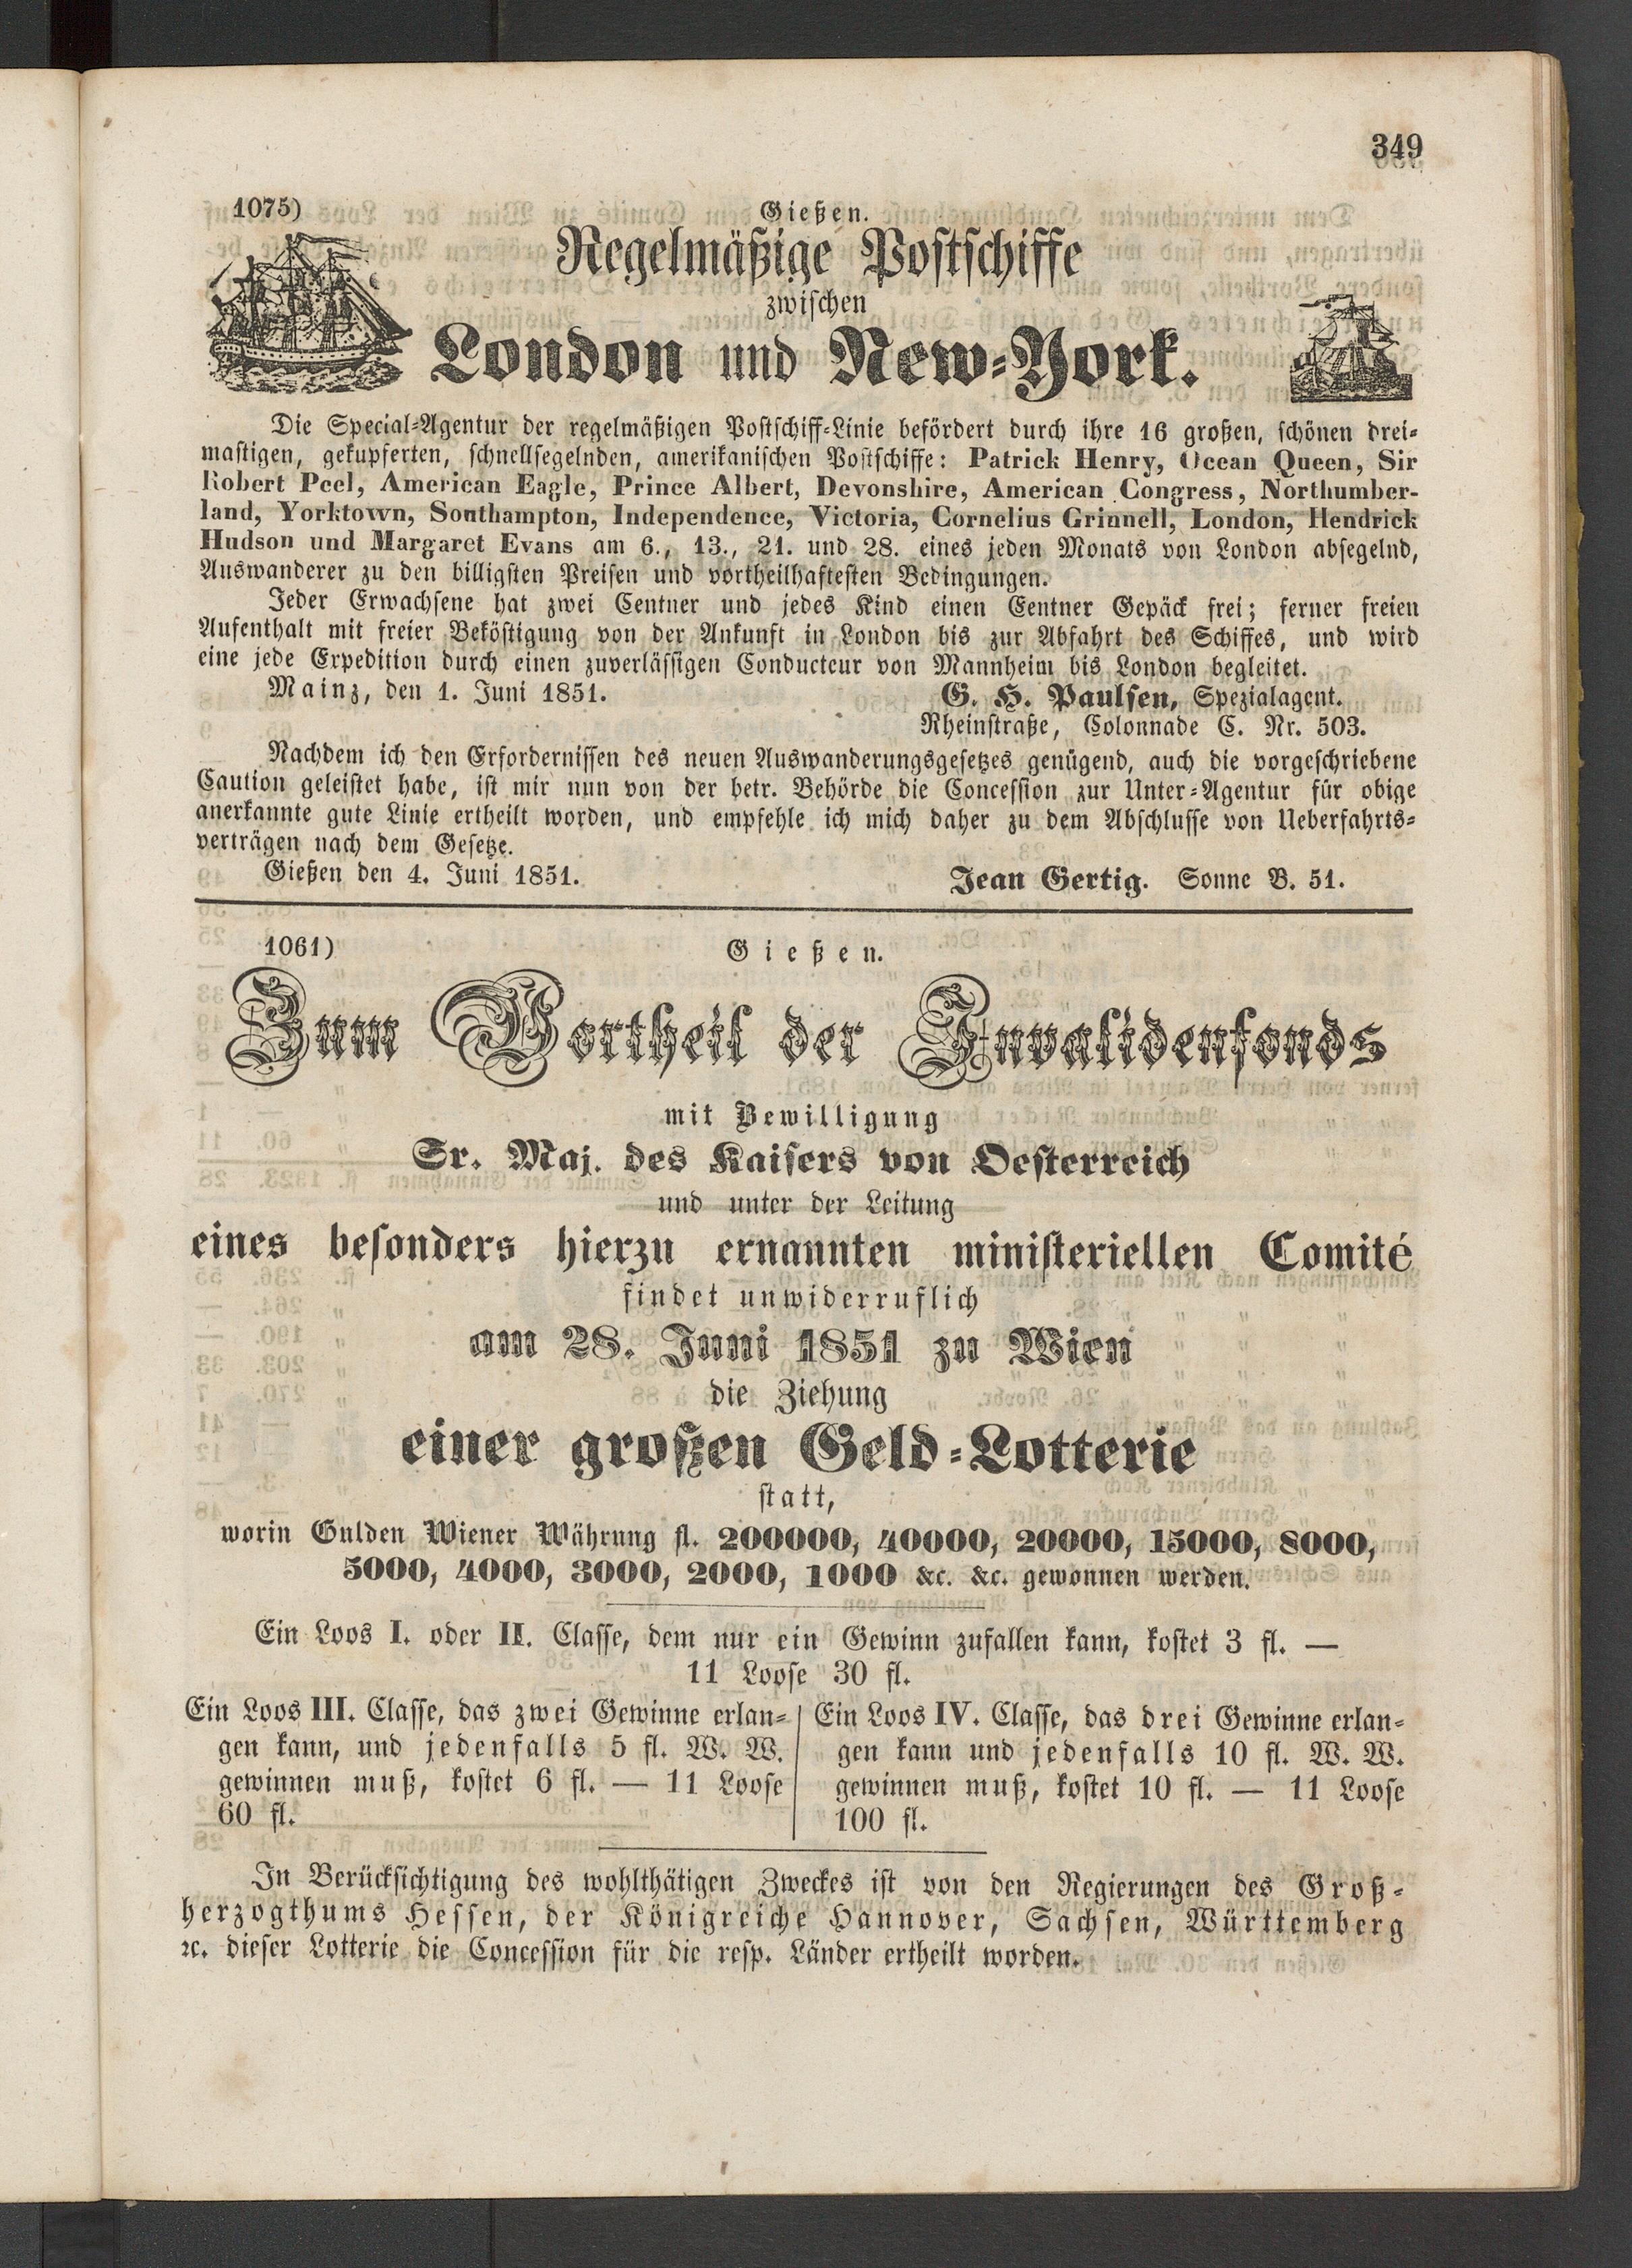 349
1075) Gießen.
Regelmäßige Postschiffe
zwischen
London und New-York.
Die Special-Agentur der regelmäßigen Postschiff-Linie befördert durch ihre 16 großen, schönen drei-
mastigen, gekupferten, schnellsegelnden, amerikanischen Postschiffe: Patrick Henry, Ocean Queen, Sir
Robert Peel, American Eagle, Prince Albert, Devonshire, American Congress, Northumber-
land, Yorktown, Southampton, Independence, Victoria, Cornelius Grinnell, London, Hendrick
Hudson und Margaret Evans am 6., 13., 21. und 28. eines jeden Monats von London absegelnd,
Auswanderer zu den billigsten Preisen und vortheilhaftesten Bedingungen.
Jeder Erwachsene hat zwei Centner und jedes Kind einen Centner Gepäck frei; ferner freien
Aufenthalt mit freier Beköstigung von der Ankunft in London bis zur Abfahrt des Schiffes, und wird
eine jede Expedition durch einen zuverlässigen Conducteur von Mannheim bis London begleitet.
Mainz, den 1. Juni 1851. G. H. Paulsen, Spezialagent.
Rheinstraße, Colonnade C. Nr. 503.
Nachdem ich den Erfordernissen des neuen Auswanderungsgesetzes genügend, auch die vorgeschriebene
Caution geleistet habe, ist mir nun von der betr. Behörde die Concession zur Unter-Agentur für obige
anerkannte gute Linie ertheilt worden, und empfehle ich mich daher zu dem Abschlusse von Ueberfahrts-
verträgen nach dem Gesetze.
Gießen den 4. Juni 1851. Jean Gertig. Sonne B. 51.
1061) Gießen.
Zum Vortheil der Invalidenfonds
mit Bewilligung
Sr. Maj. des Kaisers von Oesterreich
und unter der Leitung
eines besonders hierzu ernannten ministeriellen Comité
findet unwiderruflich
am 28. Juni 1851 zu Wien
die Ziehung
einer großen Geld-Lotterie
statt,
worin Gulden Wiener Währung fl. 200000, 40000, 20000, 15000, 8000,
5000, 4000, 3000, 2000, 1000 &c. &c. gewonnen werden.
Ein Loos I. oder II. Classe, dem nur ein Gewinn zufallen kann, kostet 3 fl. —
11 Loose 30 fl.
Ein Loos III. Classe, das zwei Gewinne erlan-
gen kann, und jedenfalls 5 fl. W. W.
gewinnen muß, kostet 6 fl. — 11 Loose
60 fl.
Ein Loos IV. Classe, das drei Gewinne erlan-
gen kann und jedenfalls 10 fl. W. W.
gewinnen muß, kostet 10 fl. — 11 Loose
100 fl.
In Berücksichtigung des wohlthätigen Zweckes ist von den Regierungen des Groß-
herzogthums Hessen, der Königreiche Hannover, Sachsen, Württemberg
ꝛc. dieser Lotterie die Concession für die resp. Länder ertheilt worden.